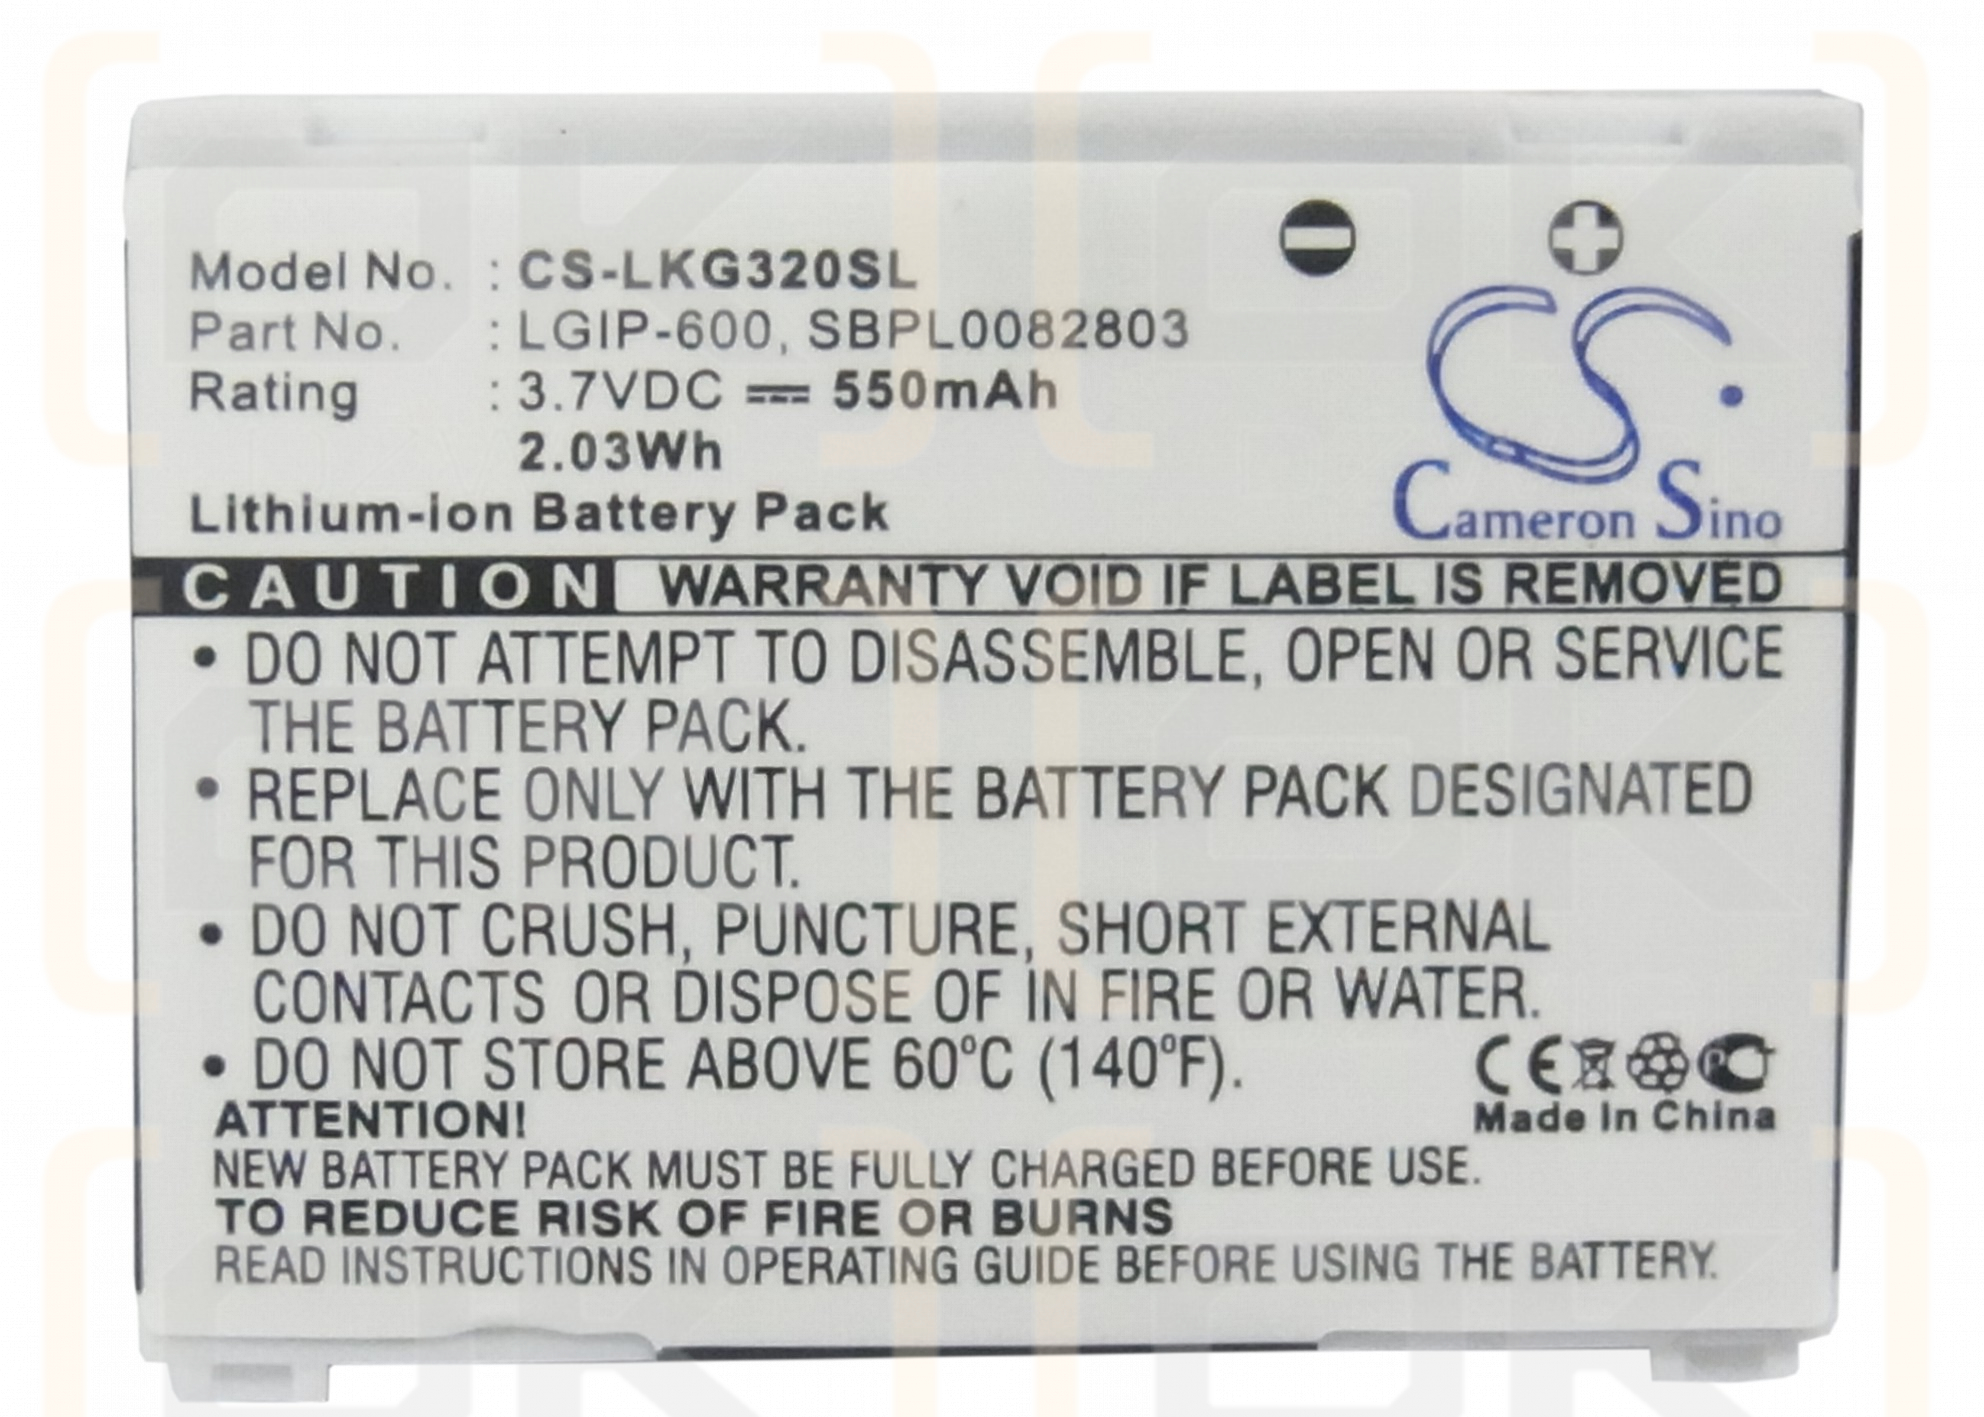 Model No. : CS-LKG320SL
Part No. : LGIP-600, SBPL0082803
Rating : 3.7VDC ⎓ 550mAh
2.03Wh
Lithium-ion Battery Pack
CS
Cameron Sino
CAUTION WARRANTY VOID IF LABEL IS REMOVED
• DO NOT ATTEMPT TO DISASSEMBLE, OPEN OR SERVICE
THE BATTERY PACK.
• REPLACE ONLY WITH THE BATTERY PACK DESIGNATED
FOR THIS PRODUCT.
• DO NOT CRUSH, PUNCTURE, SHORT EXTERNAL
CONTACTS OR DISPOSE OF IN FIRE OR WATER.
• DO NOT STORE ABOVE 60°C (140°F).
CE
Made In China
ATTENTION!
NEW BATTERY PACK MUST BE FULLY CHARGED BEFORE USE.
TO REDUCE RISK OF FIRE OR BURNS
READ INSTRUCTIONS IN OPERATING GUIDE BEFORE USING THE BATTERY.